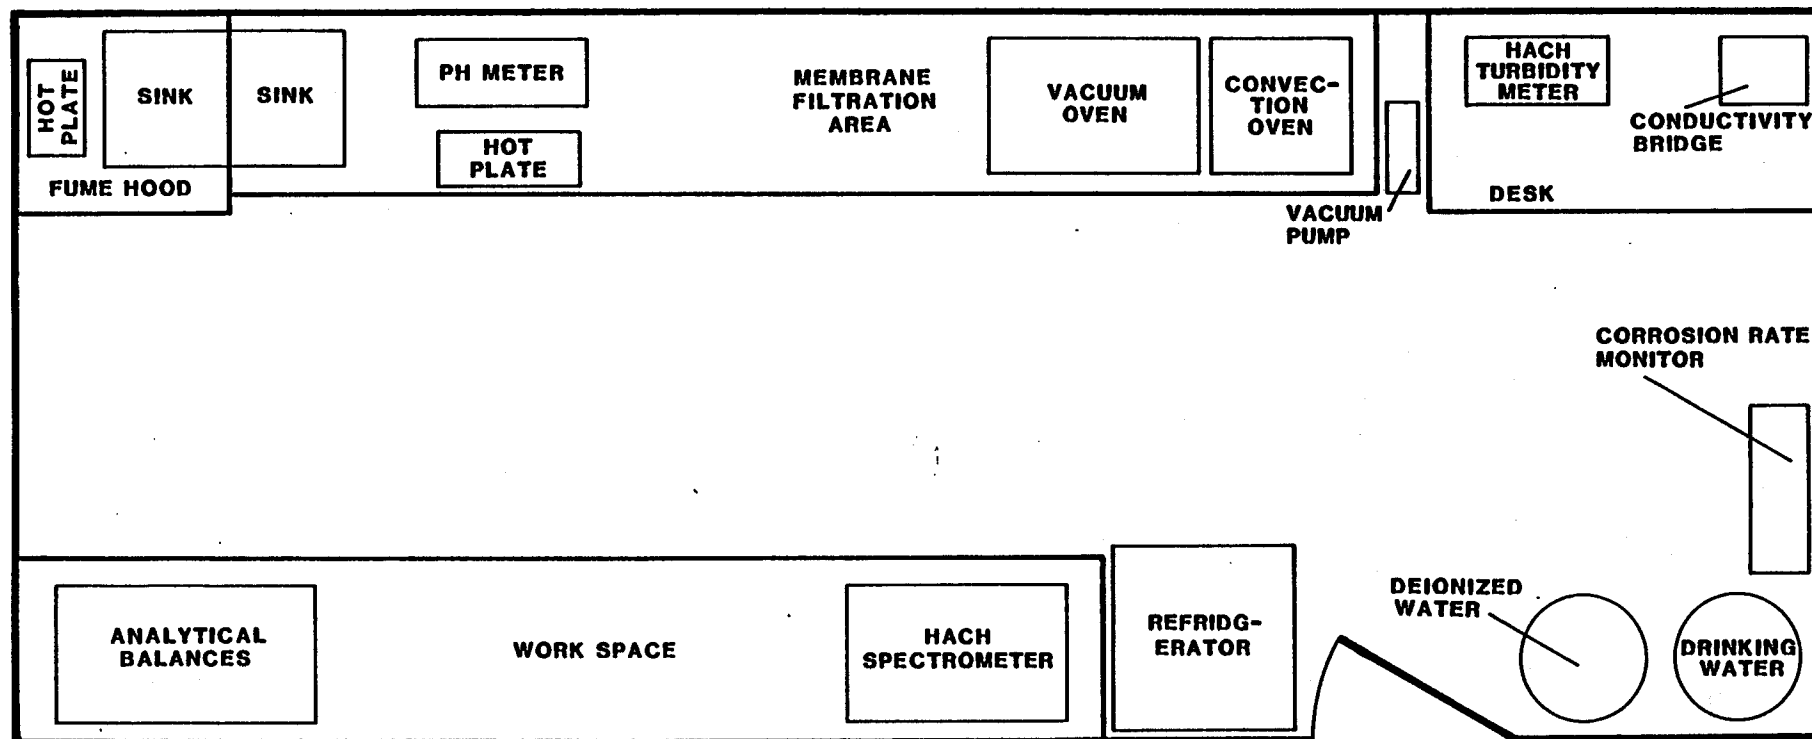 HOT
PLATE
SINK
SINK
FUME HOOD
PH METER
HOT
PLATE
MEMBRANE
FILTRATION
AREA
VACUUM
OVEN
CONVEC-
TION
OVEN
VACUUM
PUMP
HACH
TURBIDITY
METER
CONDUCTIVITY
BRIDGE
DESK
CORROSION RATE
MONITOR
ANALYTICAL
BALANCES
WORK SPACE
HACH
SPECTROMETER
REFRIDG-
ERATOR
DEIONIZED
WATER
DRINKING
WATER